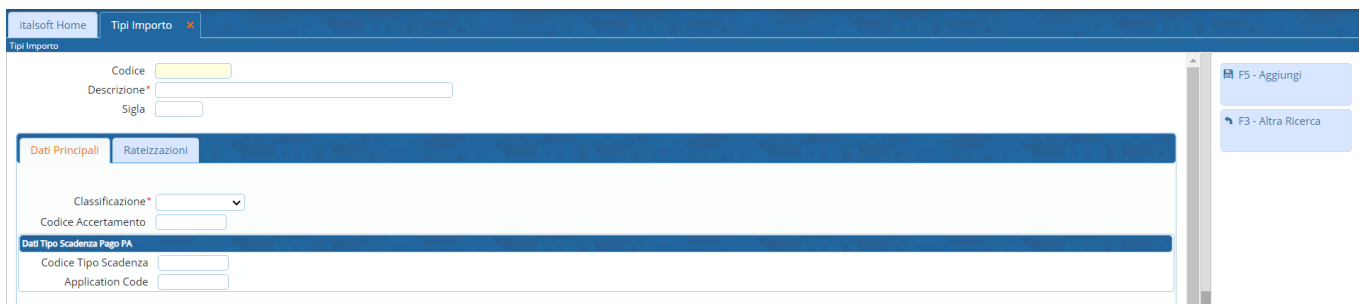 italsoft Home Tipi Importo ×
Tipi Importo
Codice
Descrizione*
Sigla
F5 - Aggiungi
F3 - Altra Ricerca
Dati Principali Rateizzazioni
Classificazione*
Codice Accertamento
Dati Tipo Scadenza Pago PA
Codice Tipo Scadenza
Application Code